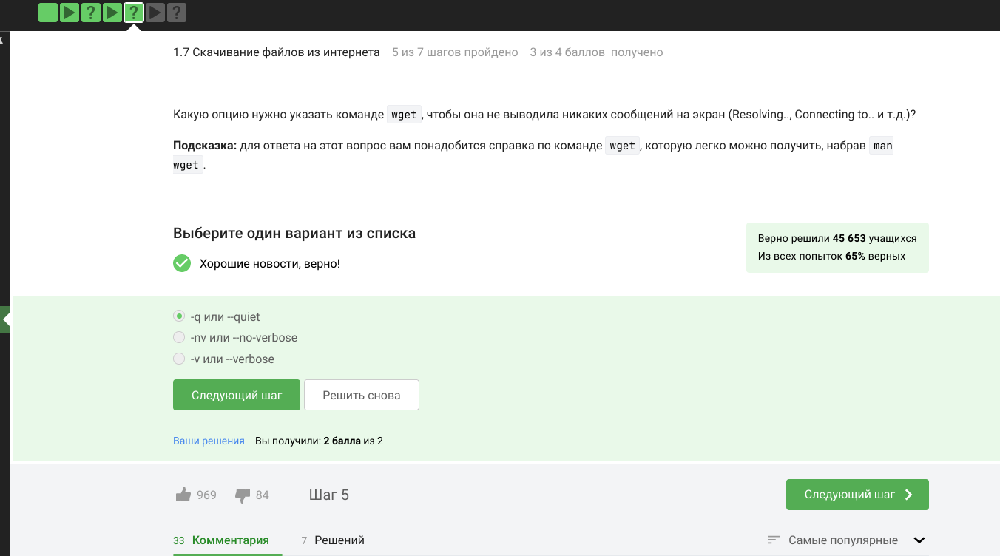 ? ? ?
1.7 Скачивание файлов из интернета 5 из 7 шагов пройдено 3 из 4 баллов получено
Какую опцию нужно указать команде wget, чтобы она не выводила никаких сообщений на экран (Resolving.., Connecting to.. и т.д.)?
Подсказка: для ответа на этот вопрос вам понадобится справка по команде wget, которую легко можно получить, набрав man
wget.
Выберите один вариант из списка
Хорошие новости, верно!
Верно решили 45 653 учащихся
Из всех попыток 65% верных
-q или --quiet
-nv или --no-verbose
-v или --verbose
Следующий шаг Решить снова
Ваши решения Вы получили: 2 балла из 2
969 84 Шаг 5 Следующий шаг
33 Комментария 7 Решений Самые популярные